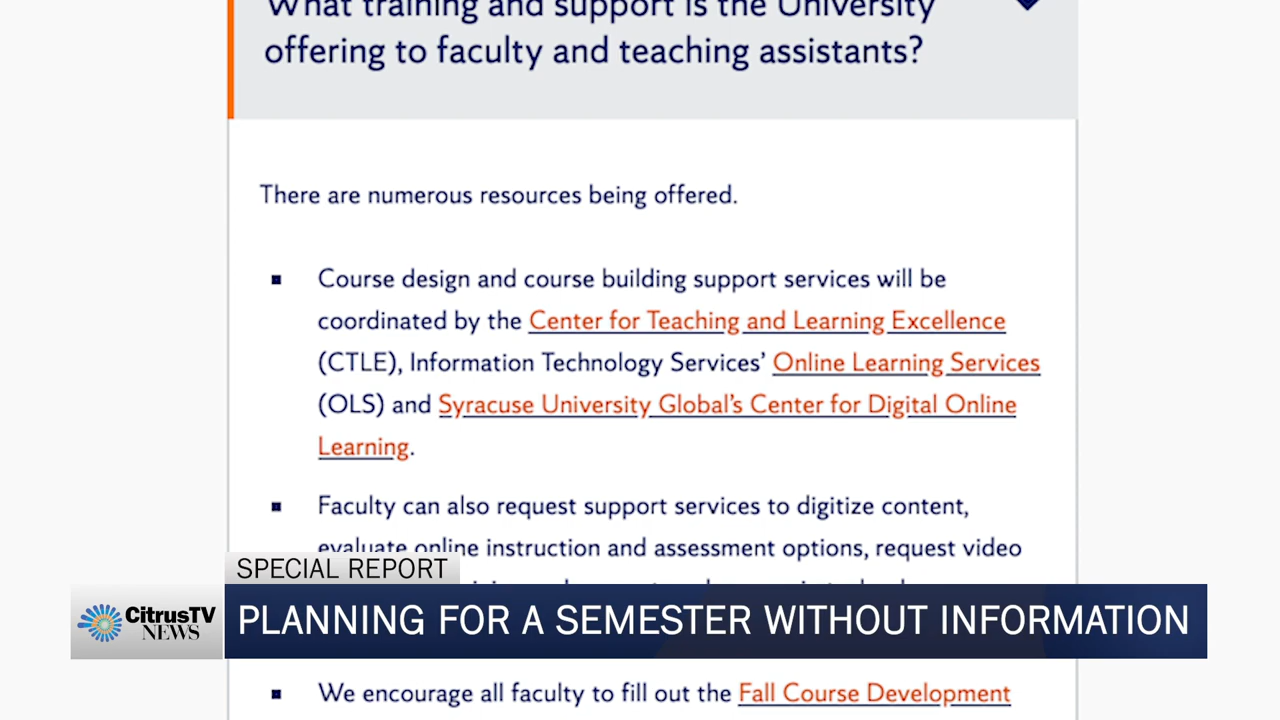 What training and support is the University
offering to faculty and teaching assistants?
There are numerous resources being offered.
Course design and course building support services will be
coordinated by the Center for Teaching and Learning Excellence
(CTLE), Information Technology Services’ Online Learning Services
(OLS) and Syracuse University Global’s Center for Digital Online
Learning.
Faculty can also request support services to digitize content,
evaluate online instruction and assessment options, request video
SPECIAL REPORT
CitrusTV
NEWS
PLANNING FOR A SEMESTER WITHOUT INFORMATION
We encourage all faculty to fill out the Fall Course Development